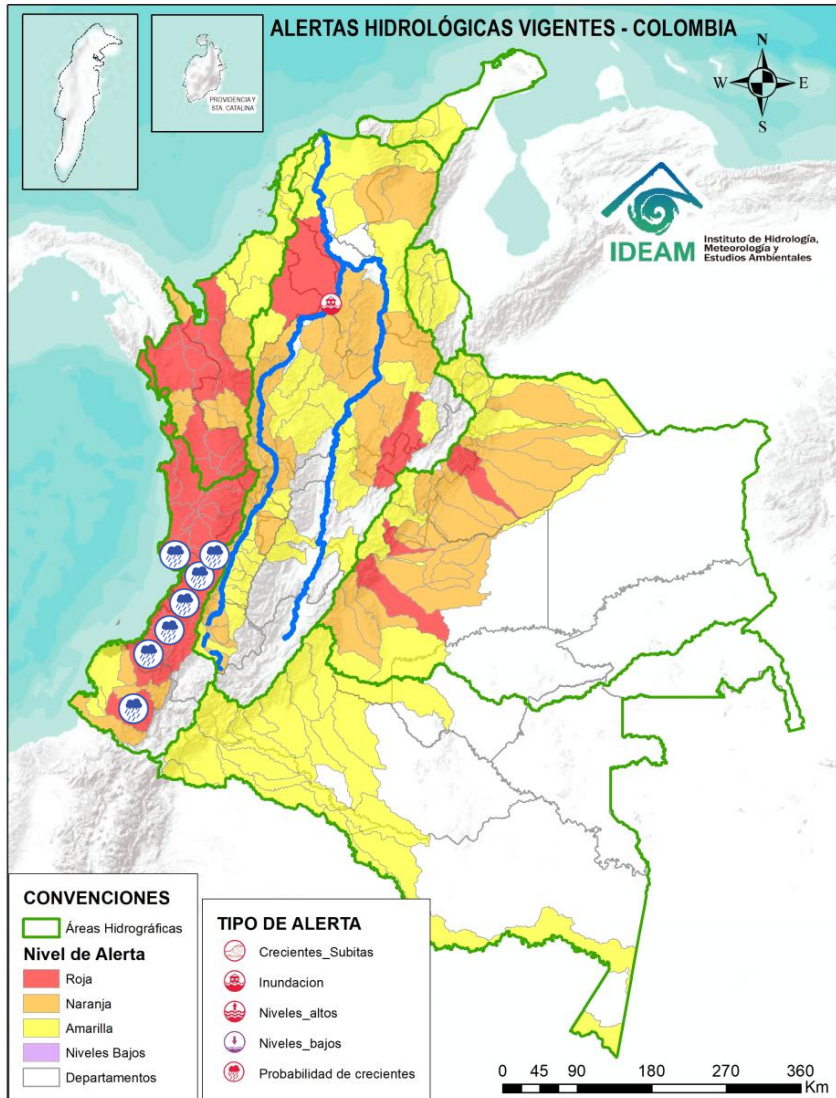 ALERTAS HIDROLÓGICAS VIGENTES - COLOMBIA
PROVIDENCIA Y
STA. CATALINA
N
W
E
S
IDEAM
Instituto de Hidrología,
Meteorología y
Estudios Ambientales
CONVENCIONES
Áreas Hidrográficas
Nivel de Alerta
Roja
Naranja
Amarilla
Niveles Bajos
Departamentos
TIPO DE ALERTA
Crecientes_Subitas
Inundacion
Niveles_altos
Niveles_bajos
Probabilidad de crecientes
0 45 90 180 270 360
Km